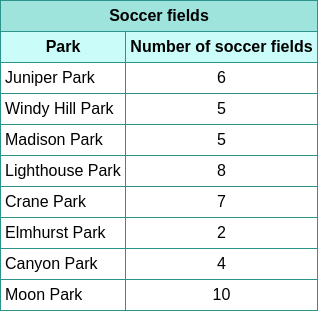 Soccer fields
Park Number of soccer fields
Juniper Park 6
Windy Hill Park 5
Madison Park 5
Lighthouse Park 8
Crane Park 7
Elmhurst Park 2
Canyon Park 4
Moon Park 10